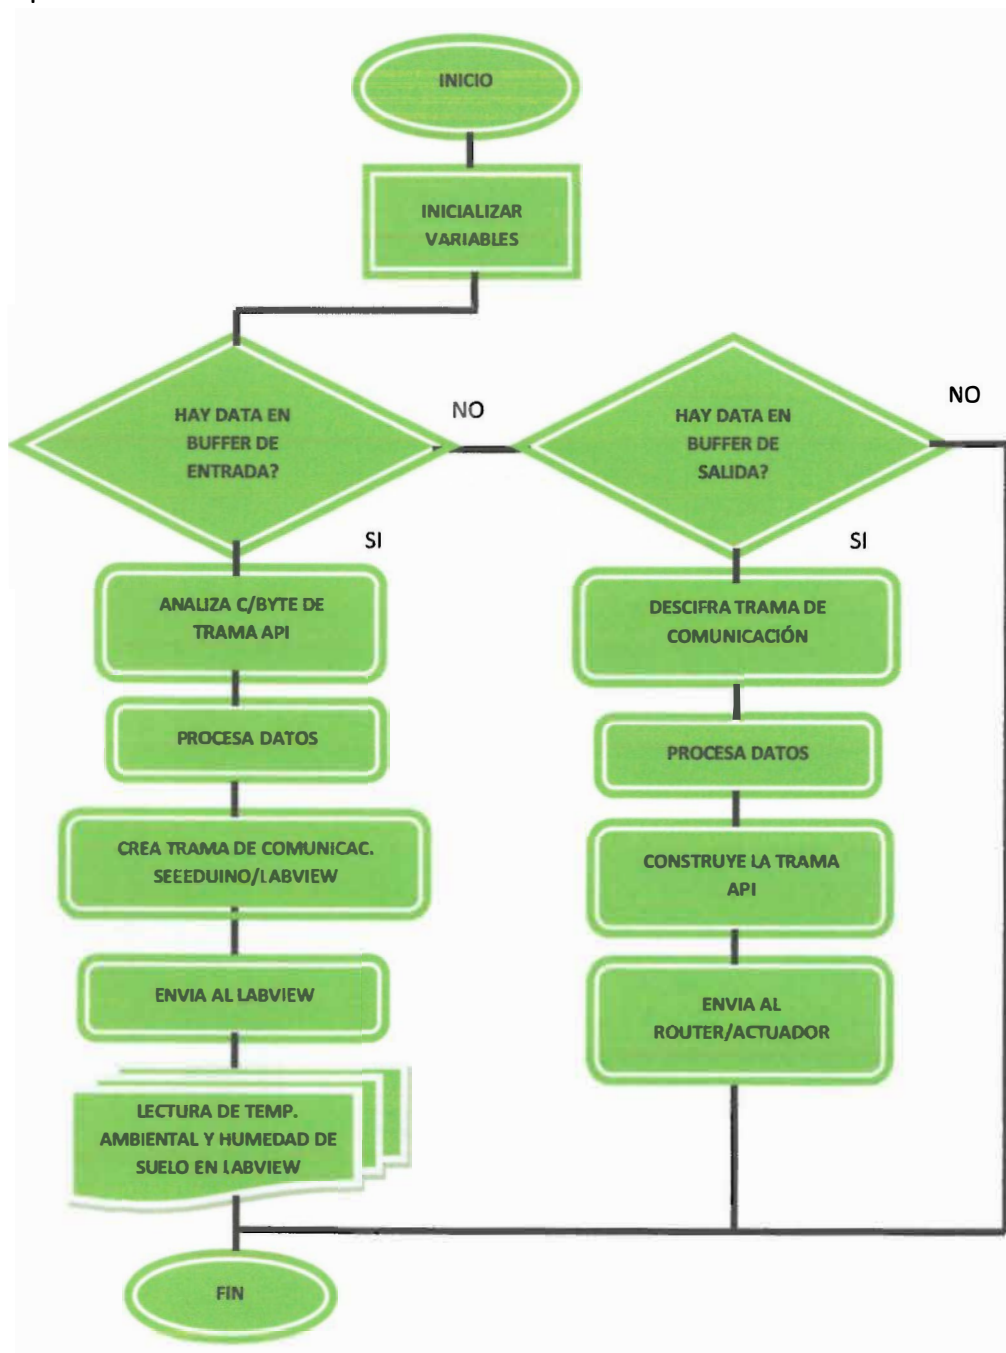 INICIO
INICIALIZAR
VARIABLES
HAY DATA EN
BUFFER DE
ENTRADA?
NO
HAY DATA EN
BUFFER DE
SALIDA?
NO
SI
SI
ANALIZA C/BYTE DE
TRAMA API
PROCESA DATOS
CREA TRAMA DE COMUNICAC.
SEEEDUINO/LABVIEW
ENVIA AL LABVIEW
LECTURA DE TEMP.
AMBIENTAL Y HUMEDAD DE
SUELO EN LABVIEW
DESCIFRA TRAMA DE
COMUNICACIÓN
PROCESA DATOS
CONSTRUYE LA TRAMA
API
ENVIA AL
ROUTER/ACTUADOR
FIN